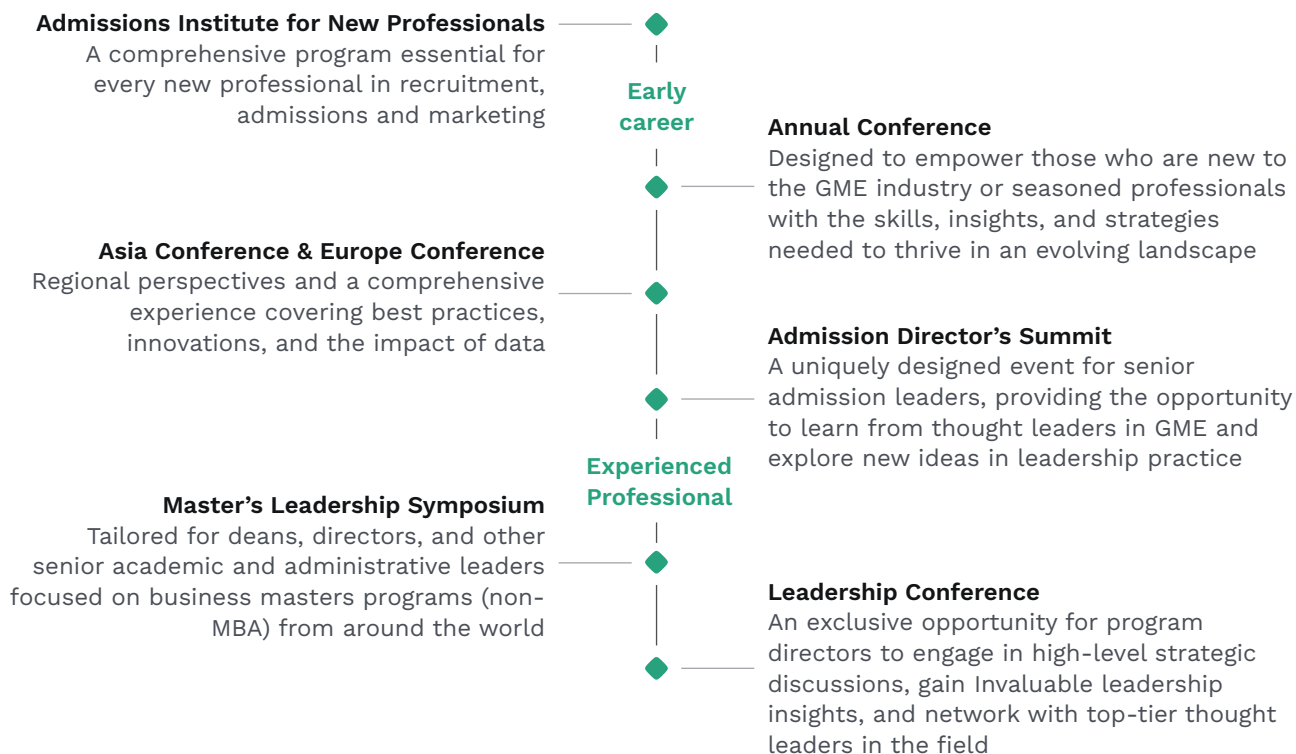 Admissions Institute for New Professionals
A comprehensive program essential for
every new professional in recruitment,
admissions and marketing
Early
career
Annual Conference
Designed to empower those who are new to
the GME industry or seasoned professionals
with the skills, insights, and strategies
needed to thrive in an evolving landscape
Asia Conference & Europe Conference
Regional perspectives and a comprehensive
experience covering best practices,
innovations, and the impact of data
Admission Director’s Summit
A uniquely designed event for senior
admission leaders, providing the opportunity
to learn from thought leaders in GME and
explore new ideas in leadership practice
Experienced
Professional
Master’s Leadership Symposium
Tailored for deans, directors, and other
senior academic and administrative leaders
focused on business masters programs (non-
MBA) from around the world
Leadership Conference
An exclusive opportunity for program
directors to engage in high-level strategic
discussions, gain Invaluable leadership
insights, and network with top-tier thought
leaders in the field